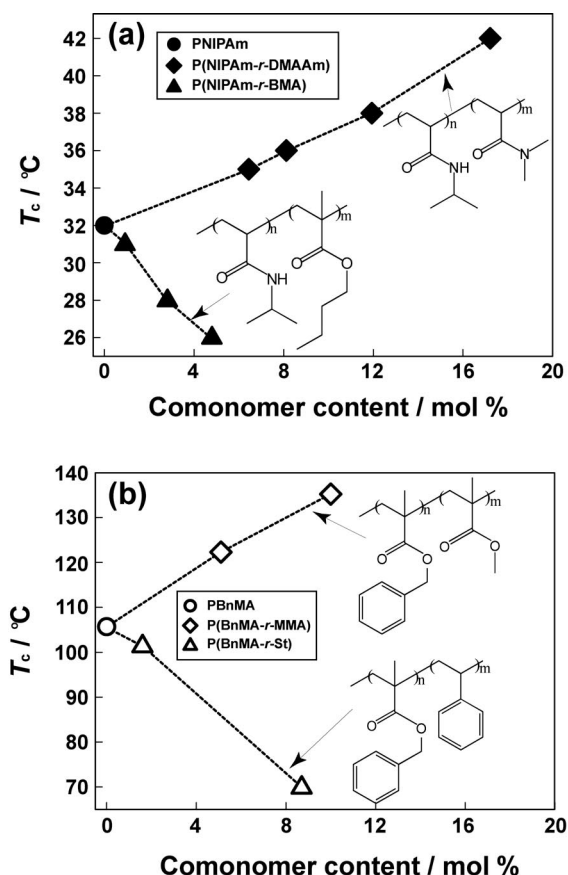 (a)
PNIPAm
P(NIPAm-r-DMAAm)
P(NIPAm-r-BMA)
42
40
38
36
34
32
30
28
26
Tc / °C
n
m
O
NH
O
N
n
m
O
NH
O
O
0
4
8
12
16
20
Comonomer content / mol %
(b)
PBnMA
P(BnMA-r-MMA)
P(BnMA-r-St)
140
130
120
110
100
90
80
70
Tc / °C
n
m
O
O
O
O
n
m
O
O
0
4
8
12
16
20
Comonomer content / mol %